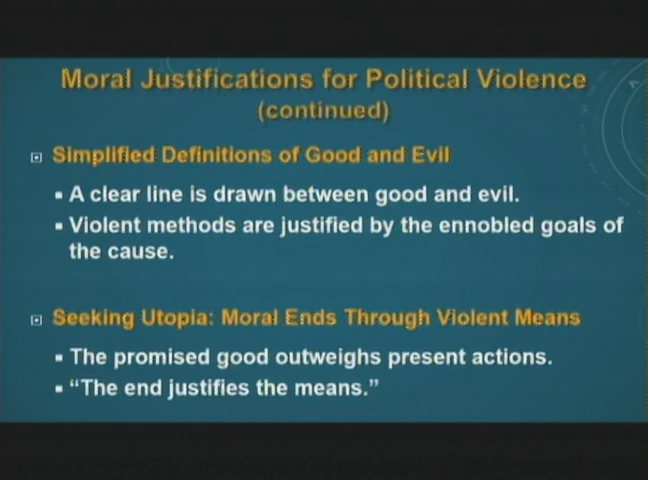 Moral Justifications for Political Violence
(continued)
Simplified Definitions of Good and Evil
▪ A clear line is drawn between good and evil.
▪ Violent methods are justified by the ennobled goals of
the cause.
Seeking Utopia: Moral Ends Through Violent Means
▪ The promised good outweighs present actions.
▪ “The end justifies the means.”